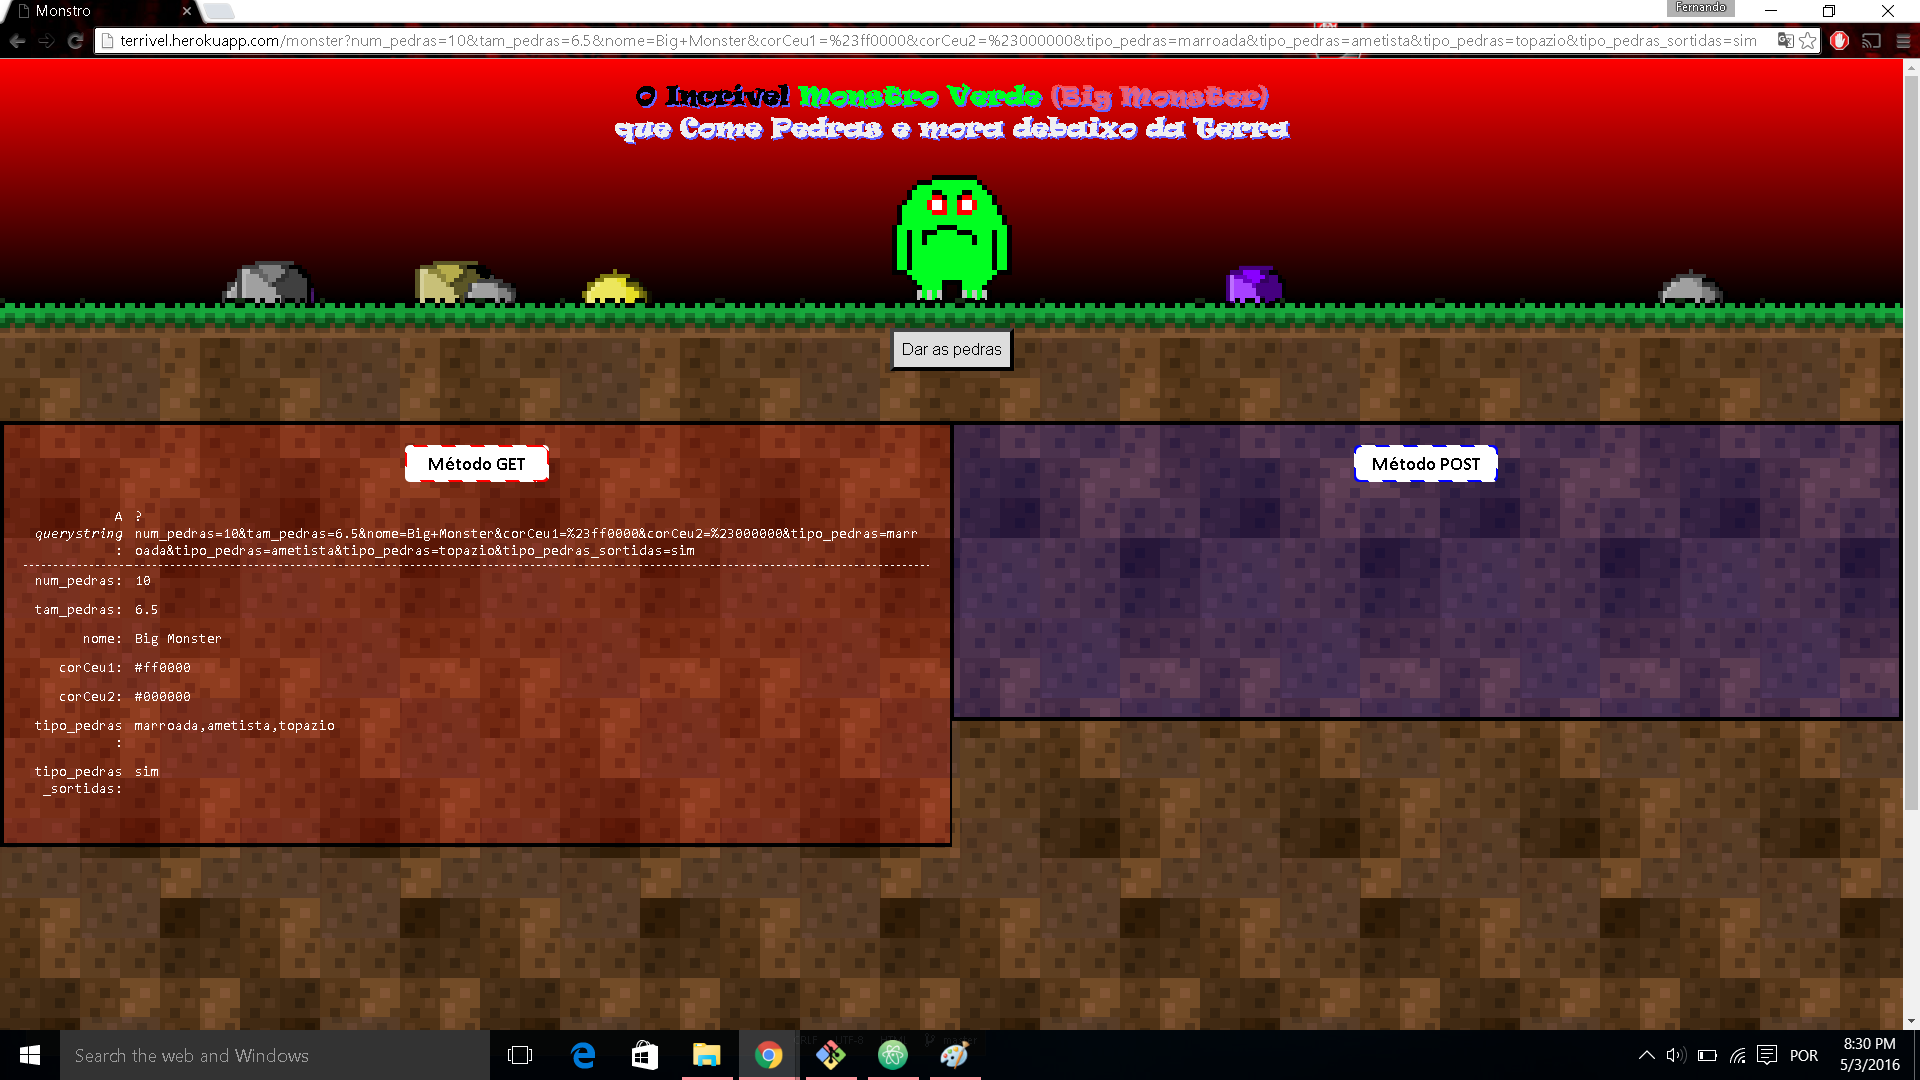 Monstro
Fernando
terrivel.herokuapp.com/monster?num_pedras=10&tam_pedras=6.5&nome=Big+Monster&corCeu1=%23ff0000&corCeu2=%23000000&tipo_pedras=marroada&tipo_pedras=ametista&tipo_pedras=topazio&tipo_pedras_sortidas=sim
O Incrível Monstro Verde (Big Monster)
que Come Pedras e mora debaixo da Terra
Dar as pedras
Método GET
A ?
querystring num_pedras=10&tam_pedras=6.5&nome=Big+Monster&corCeu1=%23ff0000&corCeu2=%23000000&tipo_pedras=marr
: oada&tipo_pedras=ametista&tipo_pedras=topazio&tipo_pedras_sortidas=sim
num_pedras: 10
tam_pedras: 6.5
nome: Big Monster
corCeu1: #ff0000
corCeu2: #000000
tipo_pedras marroada,ametista,topazio
:
tipo_pedras sim
_sortidas:
Método POST
Search the web and Windows
POR
8:30 PM
5/3/2016